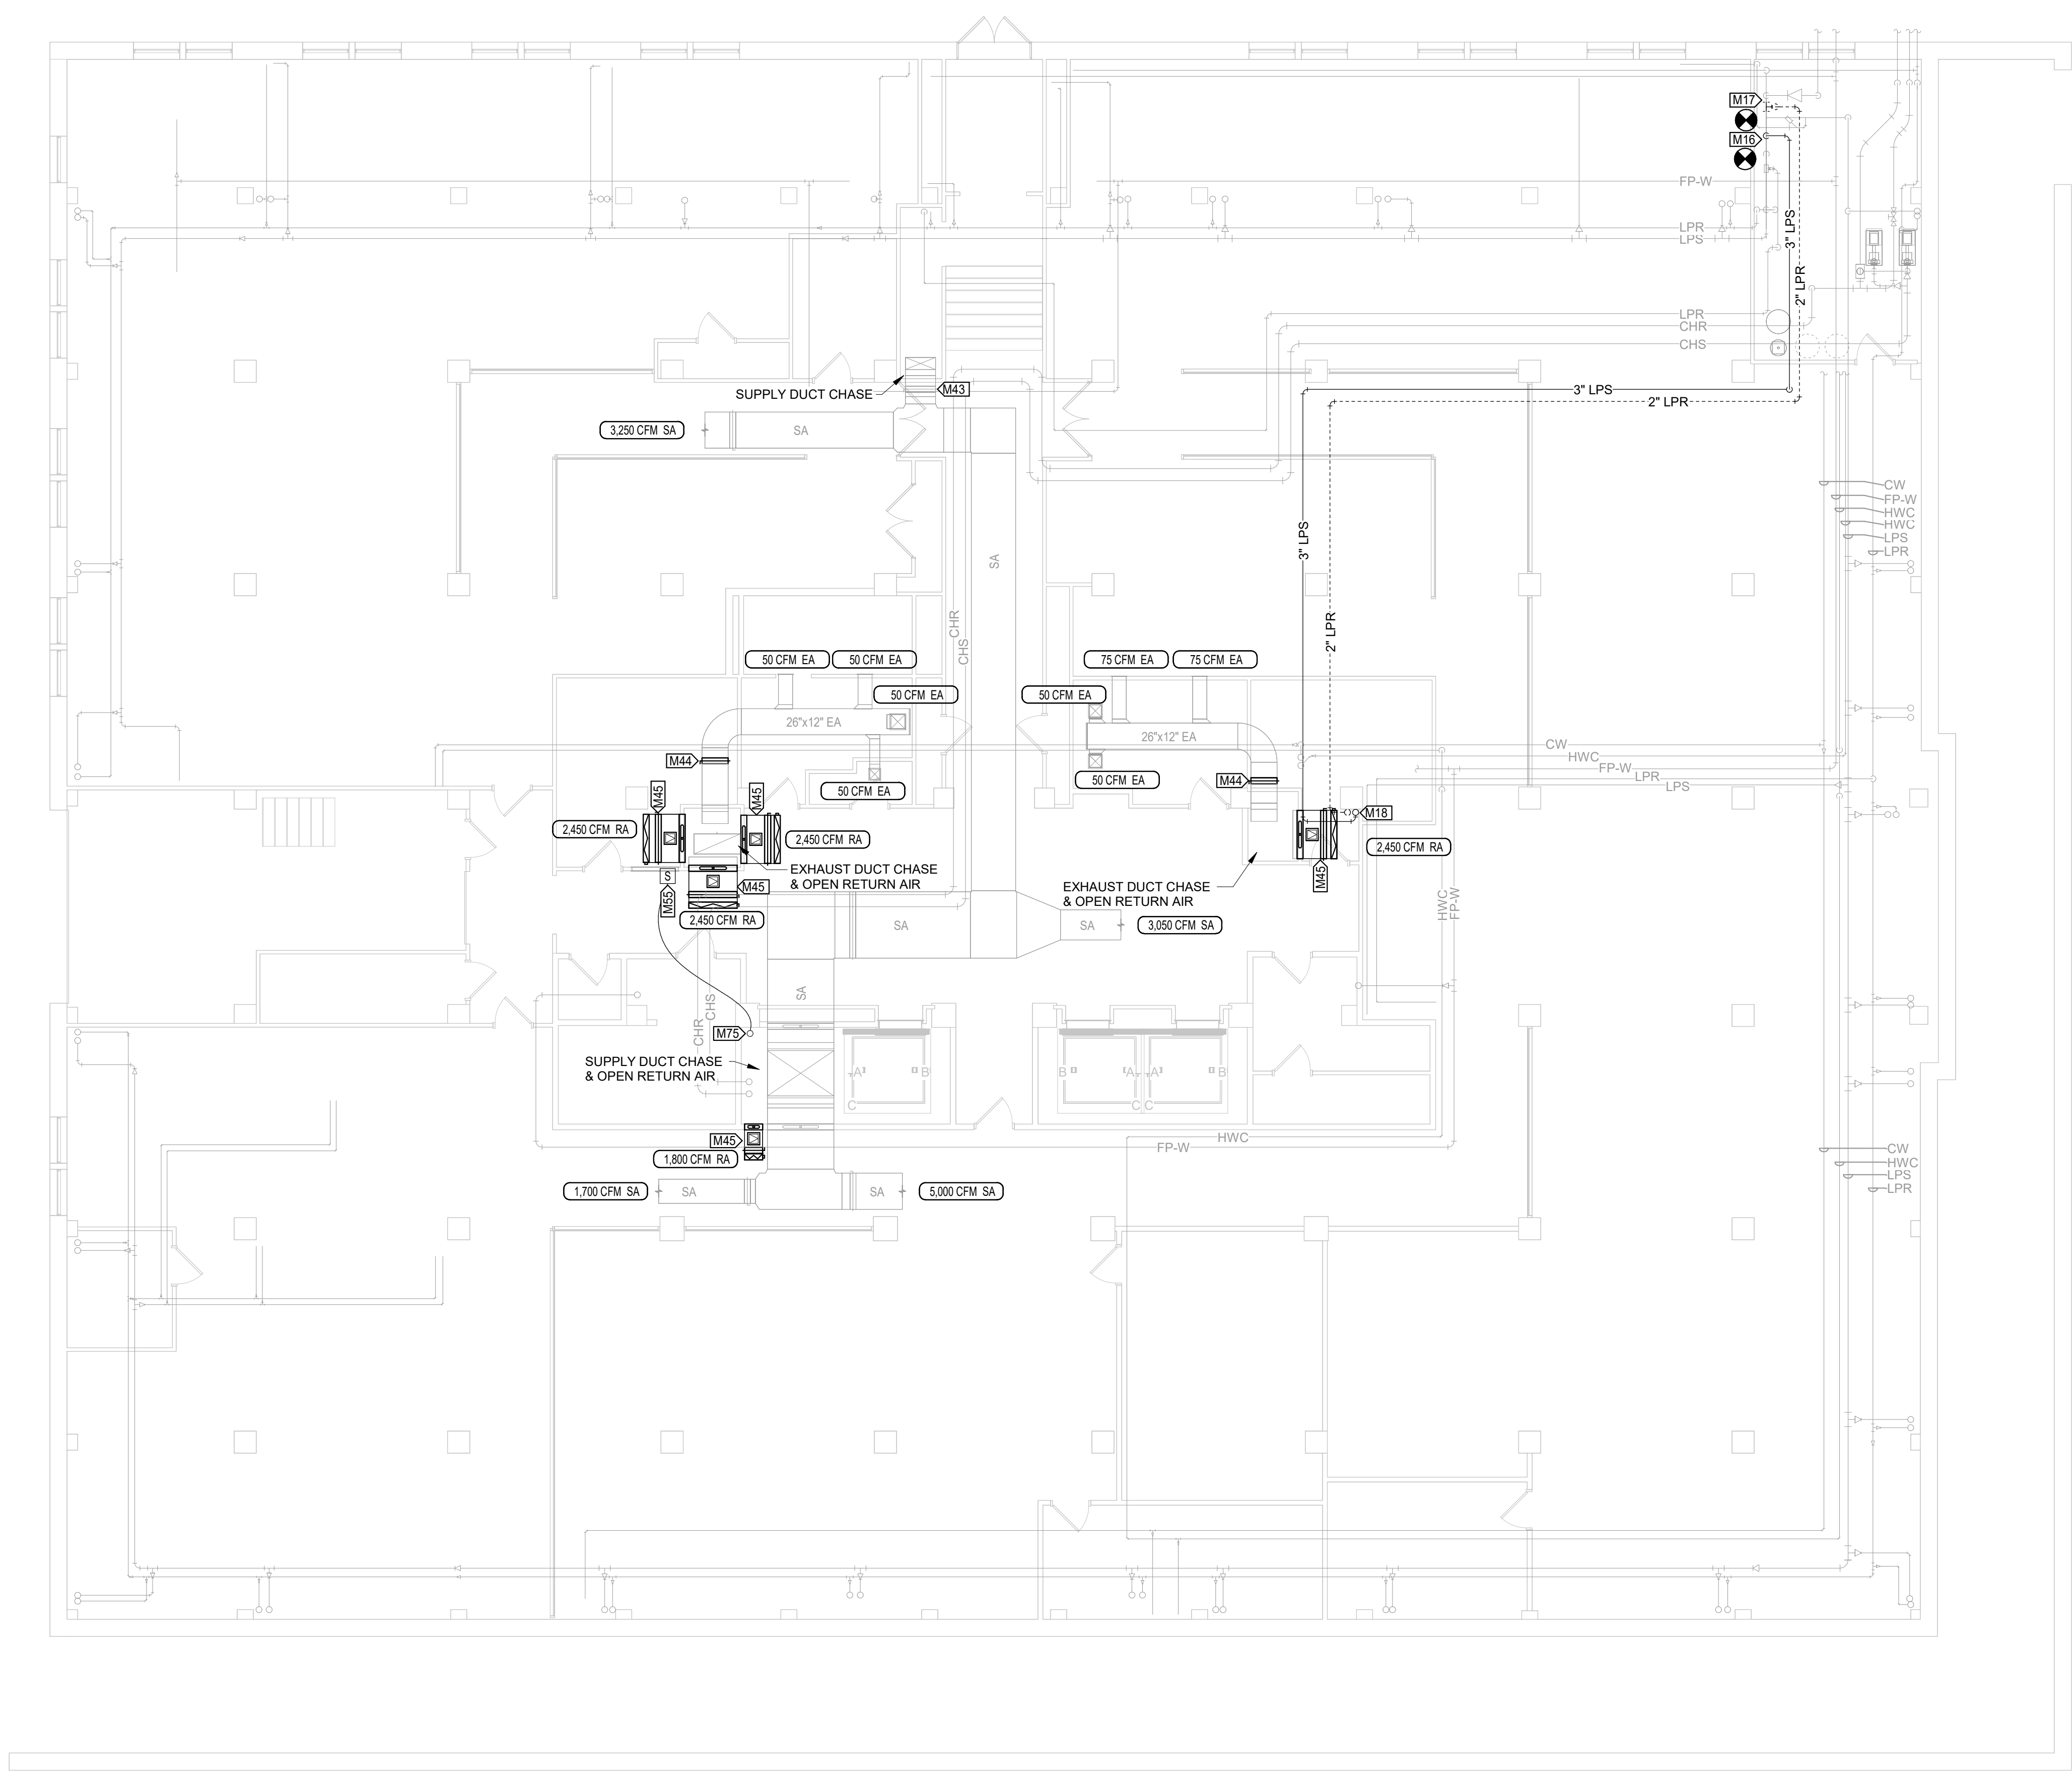 M17
M16
FP-W
LPR
LPS
3" LPS
2" LPR
LPR
CHR
CHS
SUPPLY DUCT CHASE
M43
3" LPS
2" LPR
3,250 CFM SA
SA
CW
FP-W
HWC
HWC
LPS
LPR
3" LPS
SA
2" LPR
CHR
CHS
50 CFM EA
50 CFM EA
75 CFM EA
75 CFM EA
50 CFM EA
50 CFM EA
26"x12" EA
26"x12" EA
CW
HWC
FP-W
LPR
LPS
M44
M44
50 CFM EA
50 CFM EA
M45
M45
M18
2,450 CFM RA
2,450 CFM RA
2,450 CFM RA
EXHAUST DUCT CHASE
& OPEN RETURN AIR
S
M55
M45
M45
EXHAUST DUCT CHASE
& OPEN RETURN AIR
2,450 CFM RA
HWC
FP-W
SA
SA
3,050 CFM SA
SA
CHR
CHS
M75
SUPPLY DUCT CHASE
& OPEN RETURN AIR
A
B
C
B
A
C
A
B
C
M45
1,800 CFM RA
HWC
FP-W
CW
HWC
LPS
LPR
1,700 CFM SA
SA
SA
5,000 CFM SA